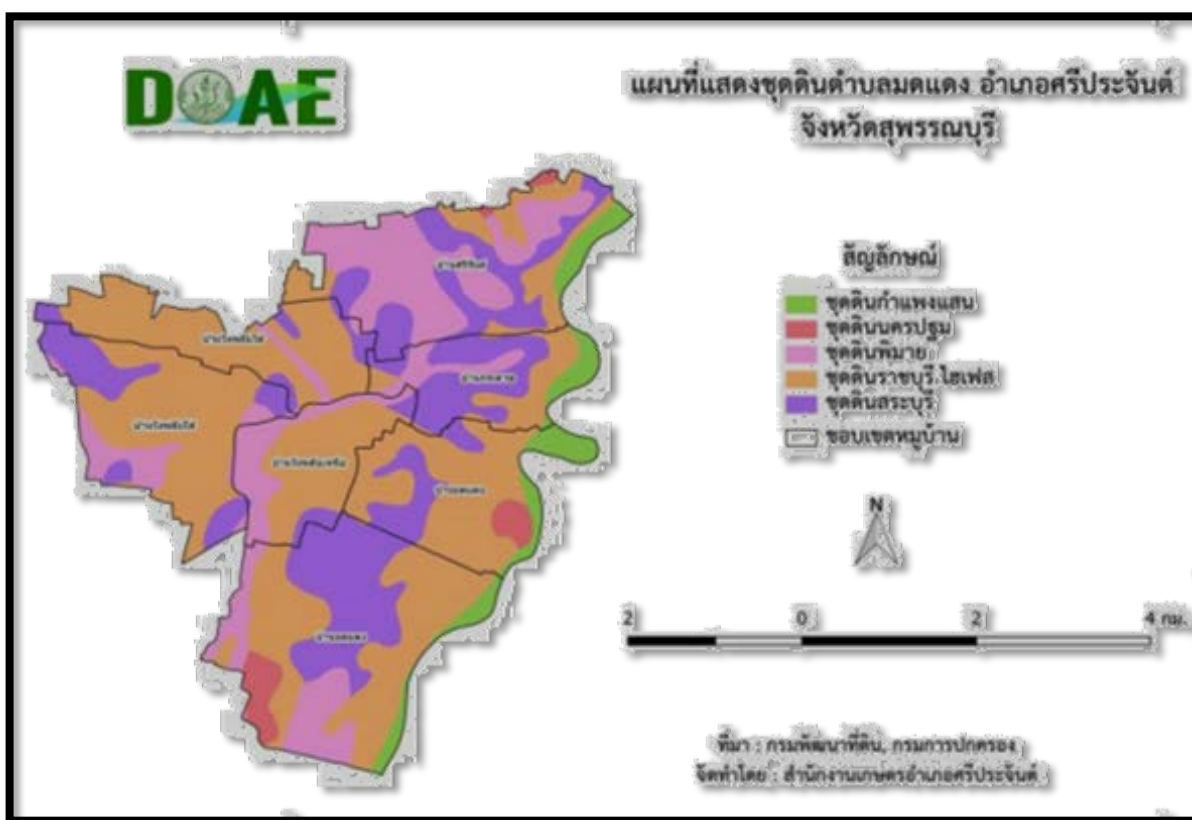 DOAE
แผนที่แสดงชุดดินตำบลมดแดง อำเภอศรีประจันต์
จังหวัดสุพรรณบุรี
สัญลักษณ์
ชุดดินกำแพงแสน
ชุดดินนครปฐม
ชุดดินพิมาย
ชุดดินราชบุรี,ไฮเฟส
ชุดดินสระบุรี
ขอบเขตหมู่บ้าน
N
2 0 2 4 กม.
ที่มา : กรมพัฒนาที่ดิน, กรมการปกครอง
จัดทำโดย : สำนักงานเกษตรอำเภอศรีประจันต์